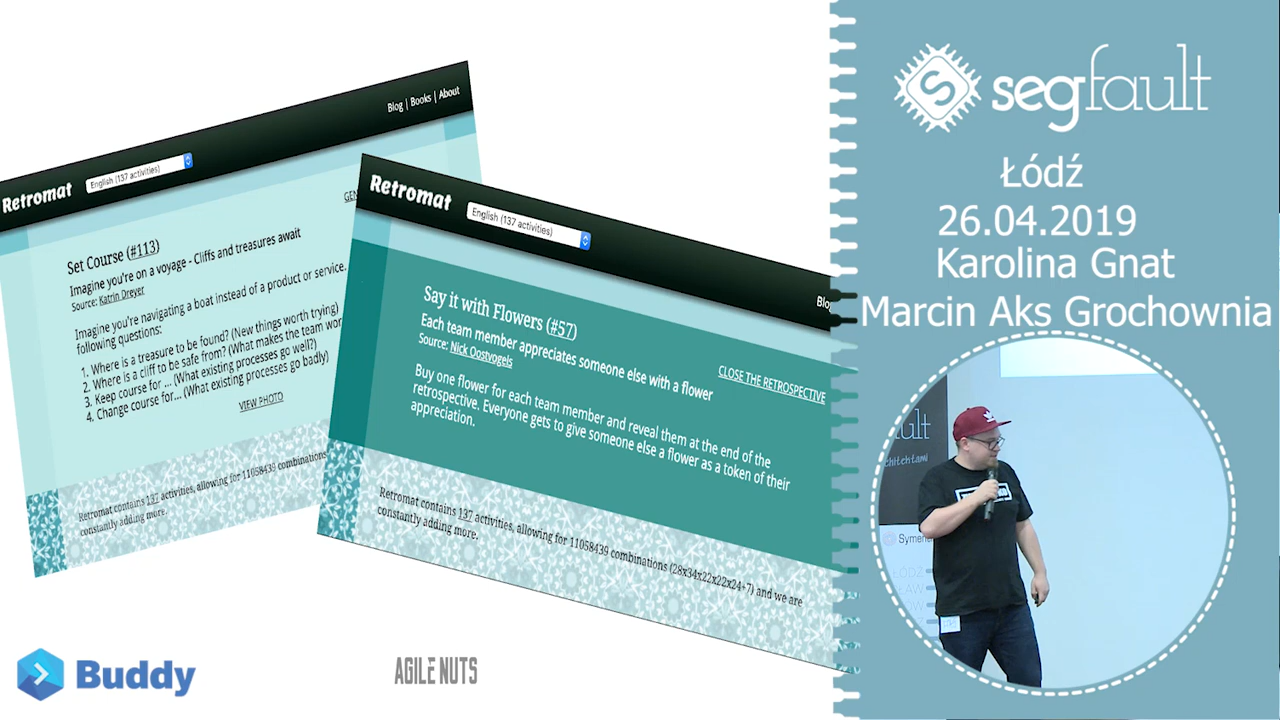 Blog | Books | About
Retromat
English (137 activities)
Set Course (#113)
Imagine you're on a voyage - Cliffs and treasures await
Source: Katrin Dreyer
Imagine you're navigating a boat instead of a product or service.
following questions:
1. Where is a treasure to be found? (New things worth trying)
2. Where is a cliff to be safe from? (What makes the team
3. Keep course for ... (What existing processes go well?)
4. Change course for... (What existing processes go badly)
VIEW PHOTO
Retromat contains 137 activities, allowing for 11058439 combinations
constantly adding more.
Retromat
English (137 activities)
Say it with Flowers (#57)
Each team member appreciates someone else with a flower
Source: Nick Oostvogels
CLOSE THE RETROSPECTIVE
Buy one flower for each team member and reveal them at the end of the
retrospective. Everyone gets to give someone else a flower as a token of their
appreciation.
Retromat contains 137 activities, allowing for 11058439 combinations (28x34x22x22x24+7) and we are
constantly adding more.
Buddy
AGILE NUTS
segfault
Łódź
26.04.2019
Karolina Gnat
Marcin Aks Grochownia